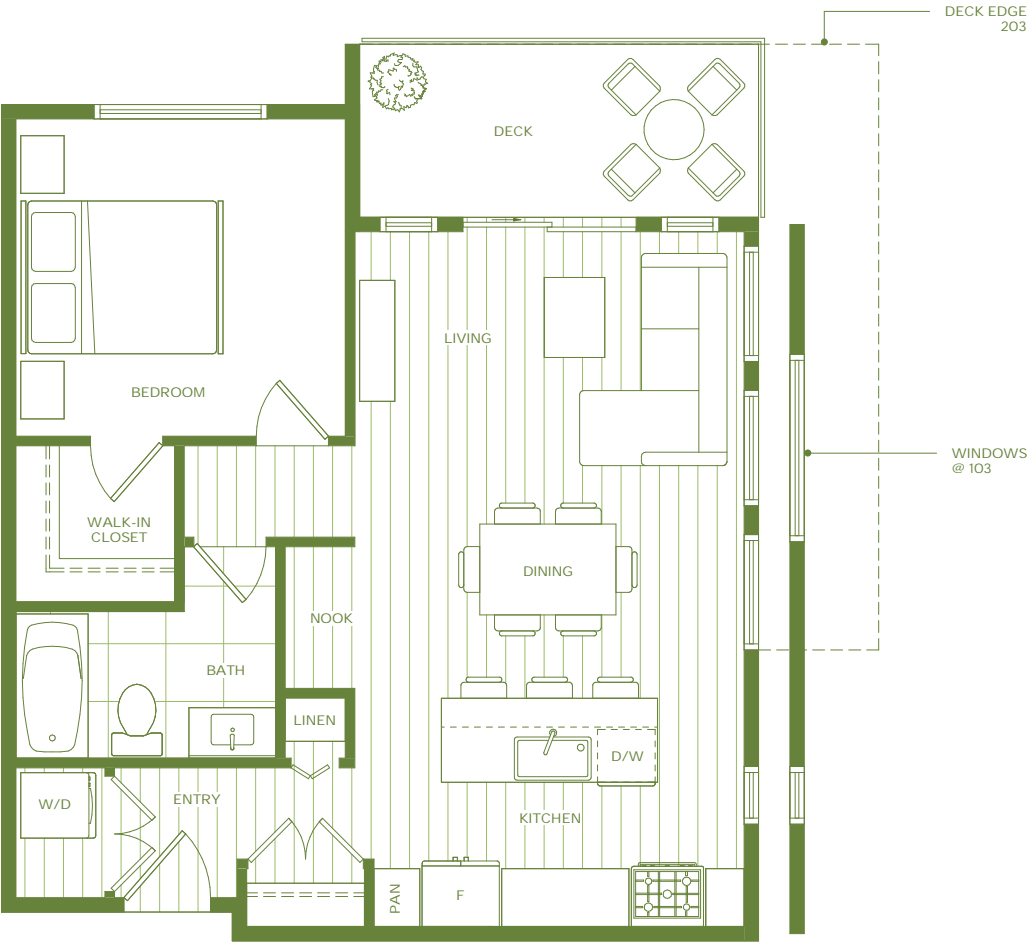 DECK EDGE
203
DECK
LIVING
BEDROOM
WINDOWS
@ 103
WALK-IN
CLOSET
DINING
NOOK
BATH
LINEN
D/W
W/D
ENTRY
KITCHEN
PAN
F